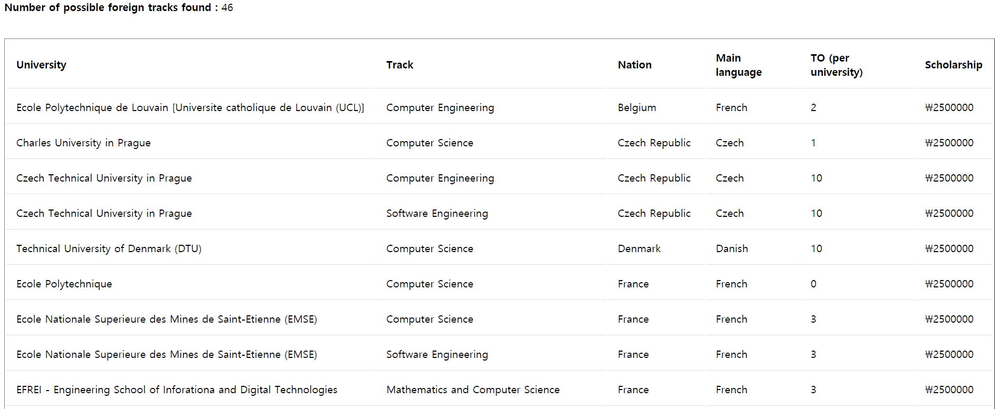 Number of possible foreign tracks found : 46
University Track Nation Main language TO (per university) Scholarship
Ecole Polytechnique de Louvain [Universite catholique de Louvain (UCL)] Computer Engineering Belgium French 2 ₩2500000
Charles University in Prague Computer Science Czech Republic Czech 1 ₩2500000
Czech Technical University in Prague Computer Engineering Czech Republic Czech 10 ₩2500000
Czech Technical University in Prague Software Engineering Czech Republic Czech 10 ₩2500000
Technical University of Denmark (DTU) Computer Science Denmark Danish 10 ₩2500000
Ecole Polytechnique Computer Science France French 0 ₩2500000
Ecole Nationale Superieure des Mines de Saint-Etienne (EMSE) Computer Science France French 3 ₩2500000
Ecole Nationale Superieure des Mines de Saint-Etienne (EMSE) Software Engineering France French 3 ₩2500000
EFREI - Engineering School of Inforationa and Digital Technologies Mathematics and Computer Science France French 3 ₩2500000